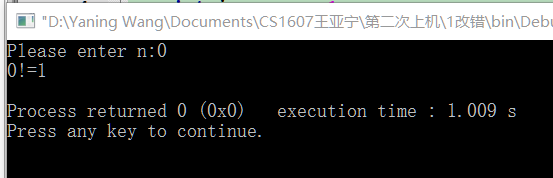 "D:\Yaning Wang\Documents\CS1607王亚宁\第二次上机\1改错\bin\Debu
Please enter n:0
0!=1
Process returned 0 (0x0)   execution time : 1.009 s
Press any key to continue.